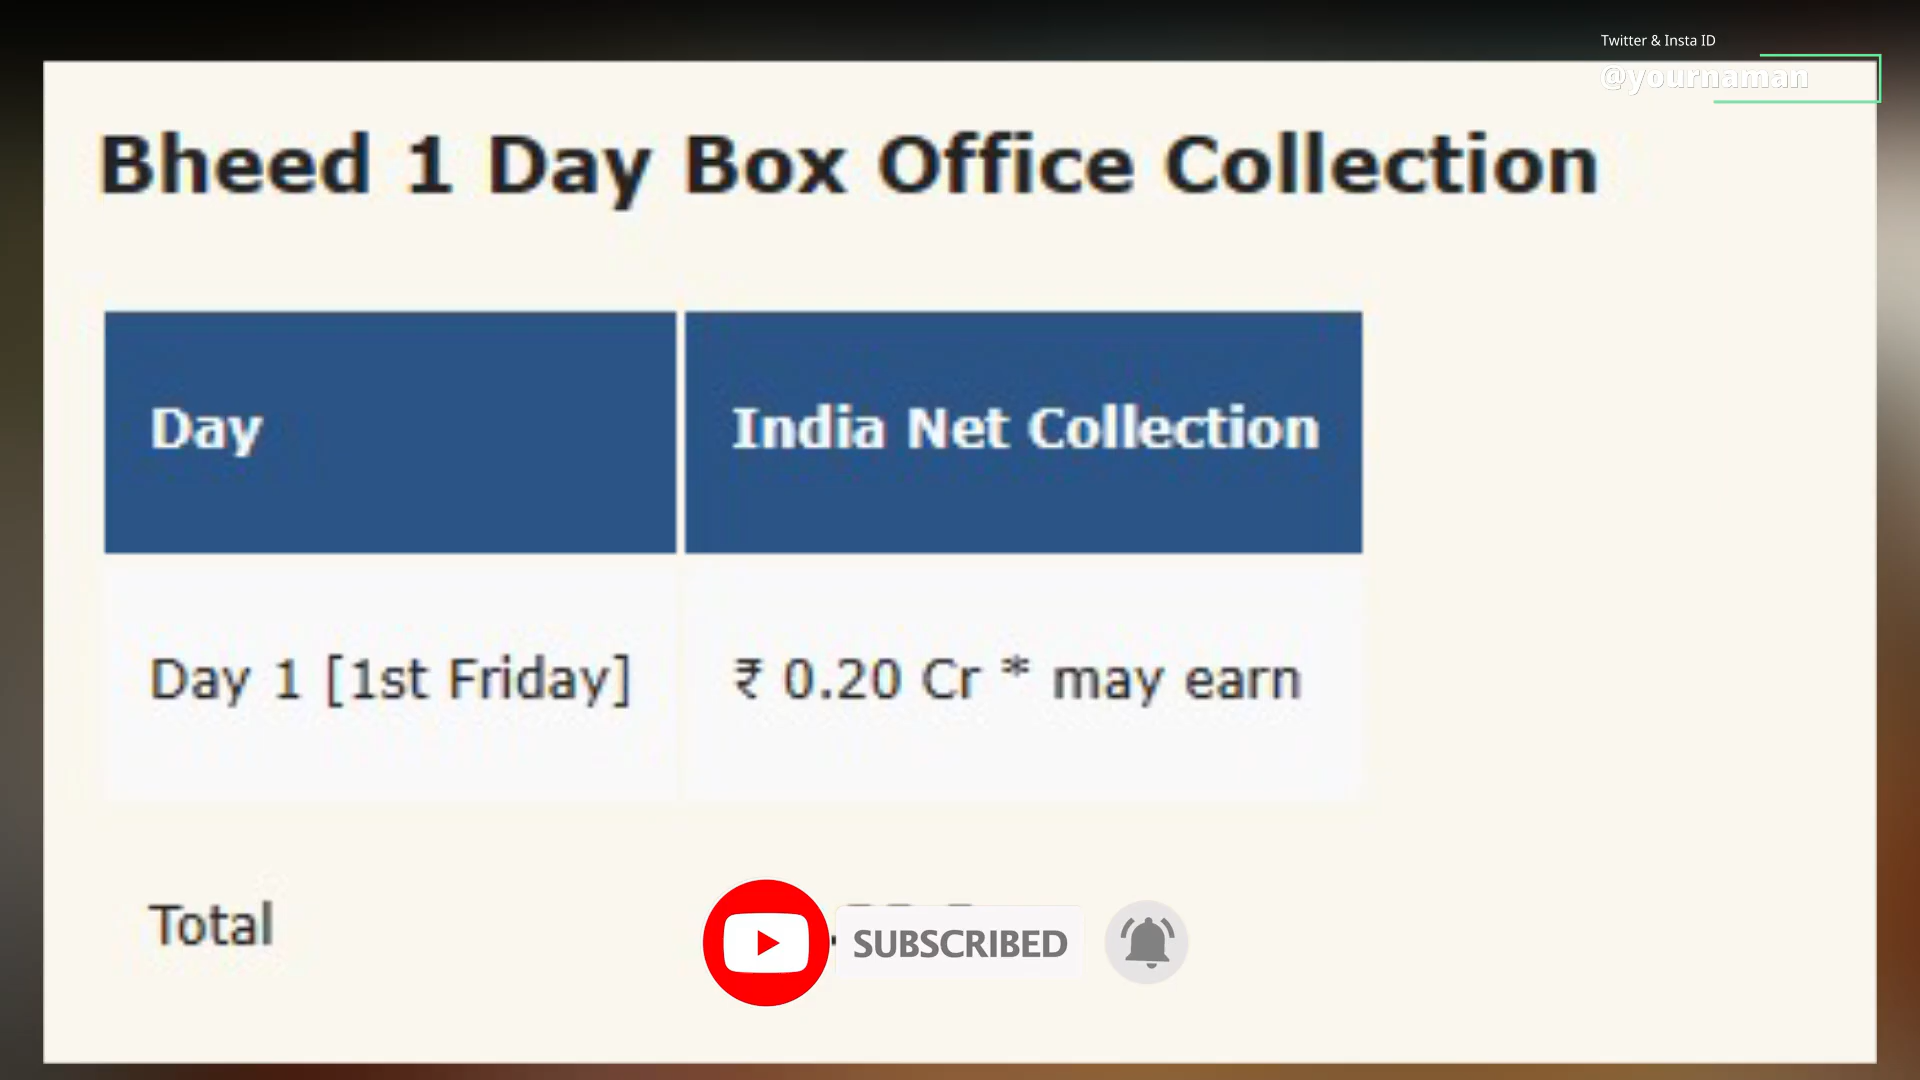 Twitter & Insta ID
@yournaman
Bheed 1 Day Box Office Collection
Day India Net Collection
Day 1 [1st Friday] ₹ 0.20 Cr * may earn
Total
SUBSCRIBED